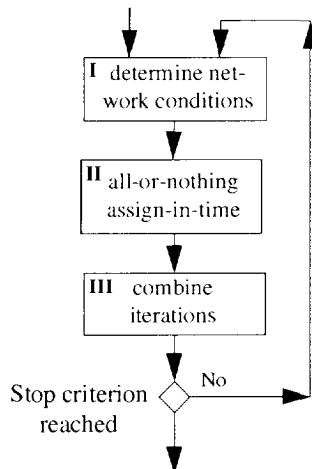 I determine net-
work conditions
II all-or-nothing
assign-in-time
III combine
iterations
Stop criterion
reached
No